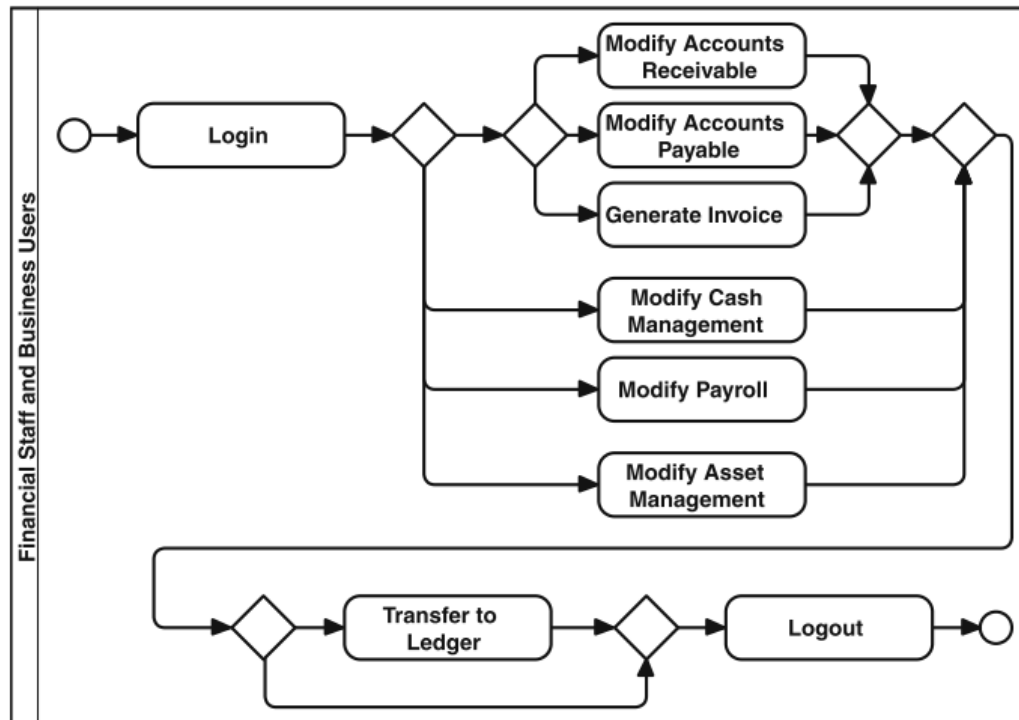 Financial Staff and Business Users
Login
Modify Accounts
Receivable
Modify Accounts
Payable
Generate Invoice
Modify Cash
Management
Modify Payroll
Modify Asset
Management
Transfer to
Ledger
Logout